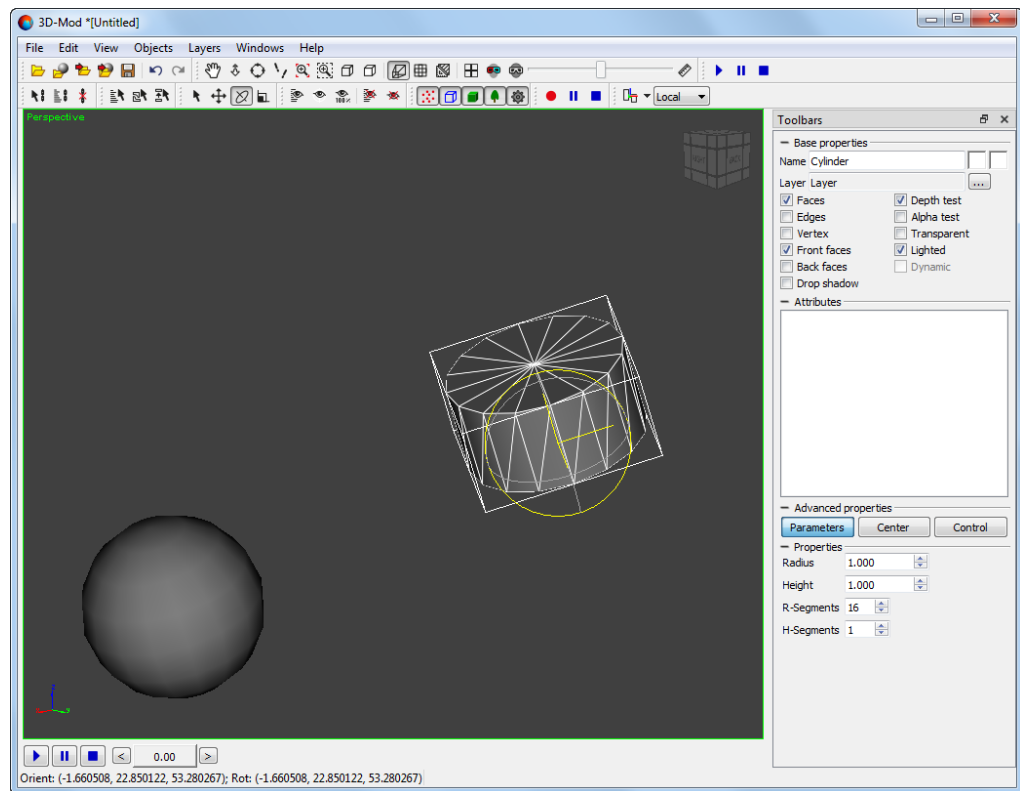 3D-Mod *[Untitled]
File Edit View Objects Layers Windows Help
100%
Local
Perspective
Toolbars
Base properties
Name Cylinder
Layer Layer ...
Faces Depth test
Edges Alpha test
Vertex Transparent
Front faces Lighted
Back faces Dynamic
Drop shadow
Attributes
Advanced properties
Parameters Center Control
Properties
Radius 1.000
Height 1.000
R-Segments 16
H-Segments 1
< 0.00 >
Orient: (-1.660508, 22.850122, 53.280267); Rot: (-1.660508, 22.850122, 53.280267)